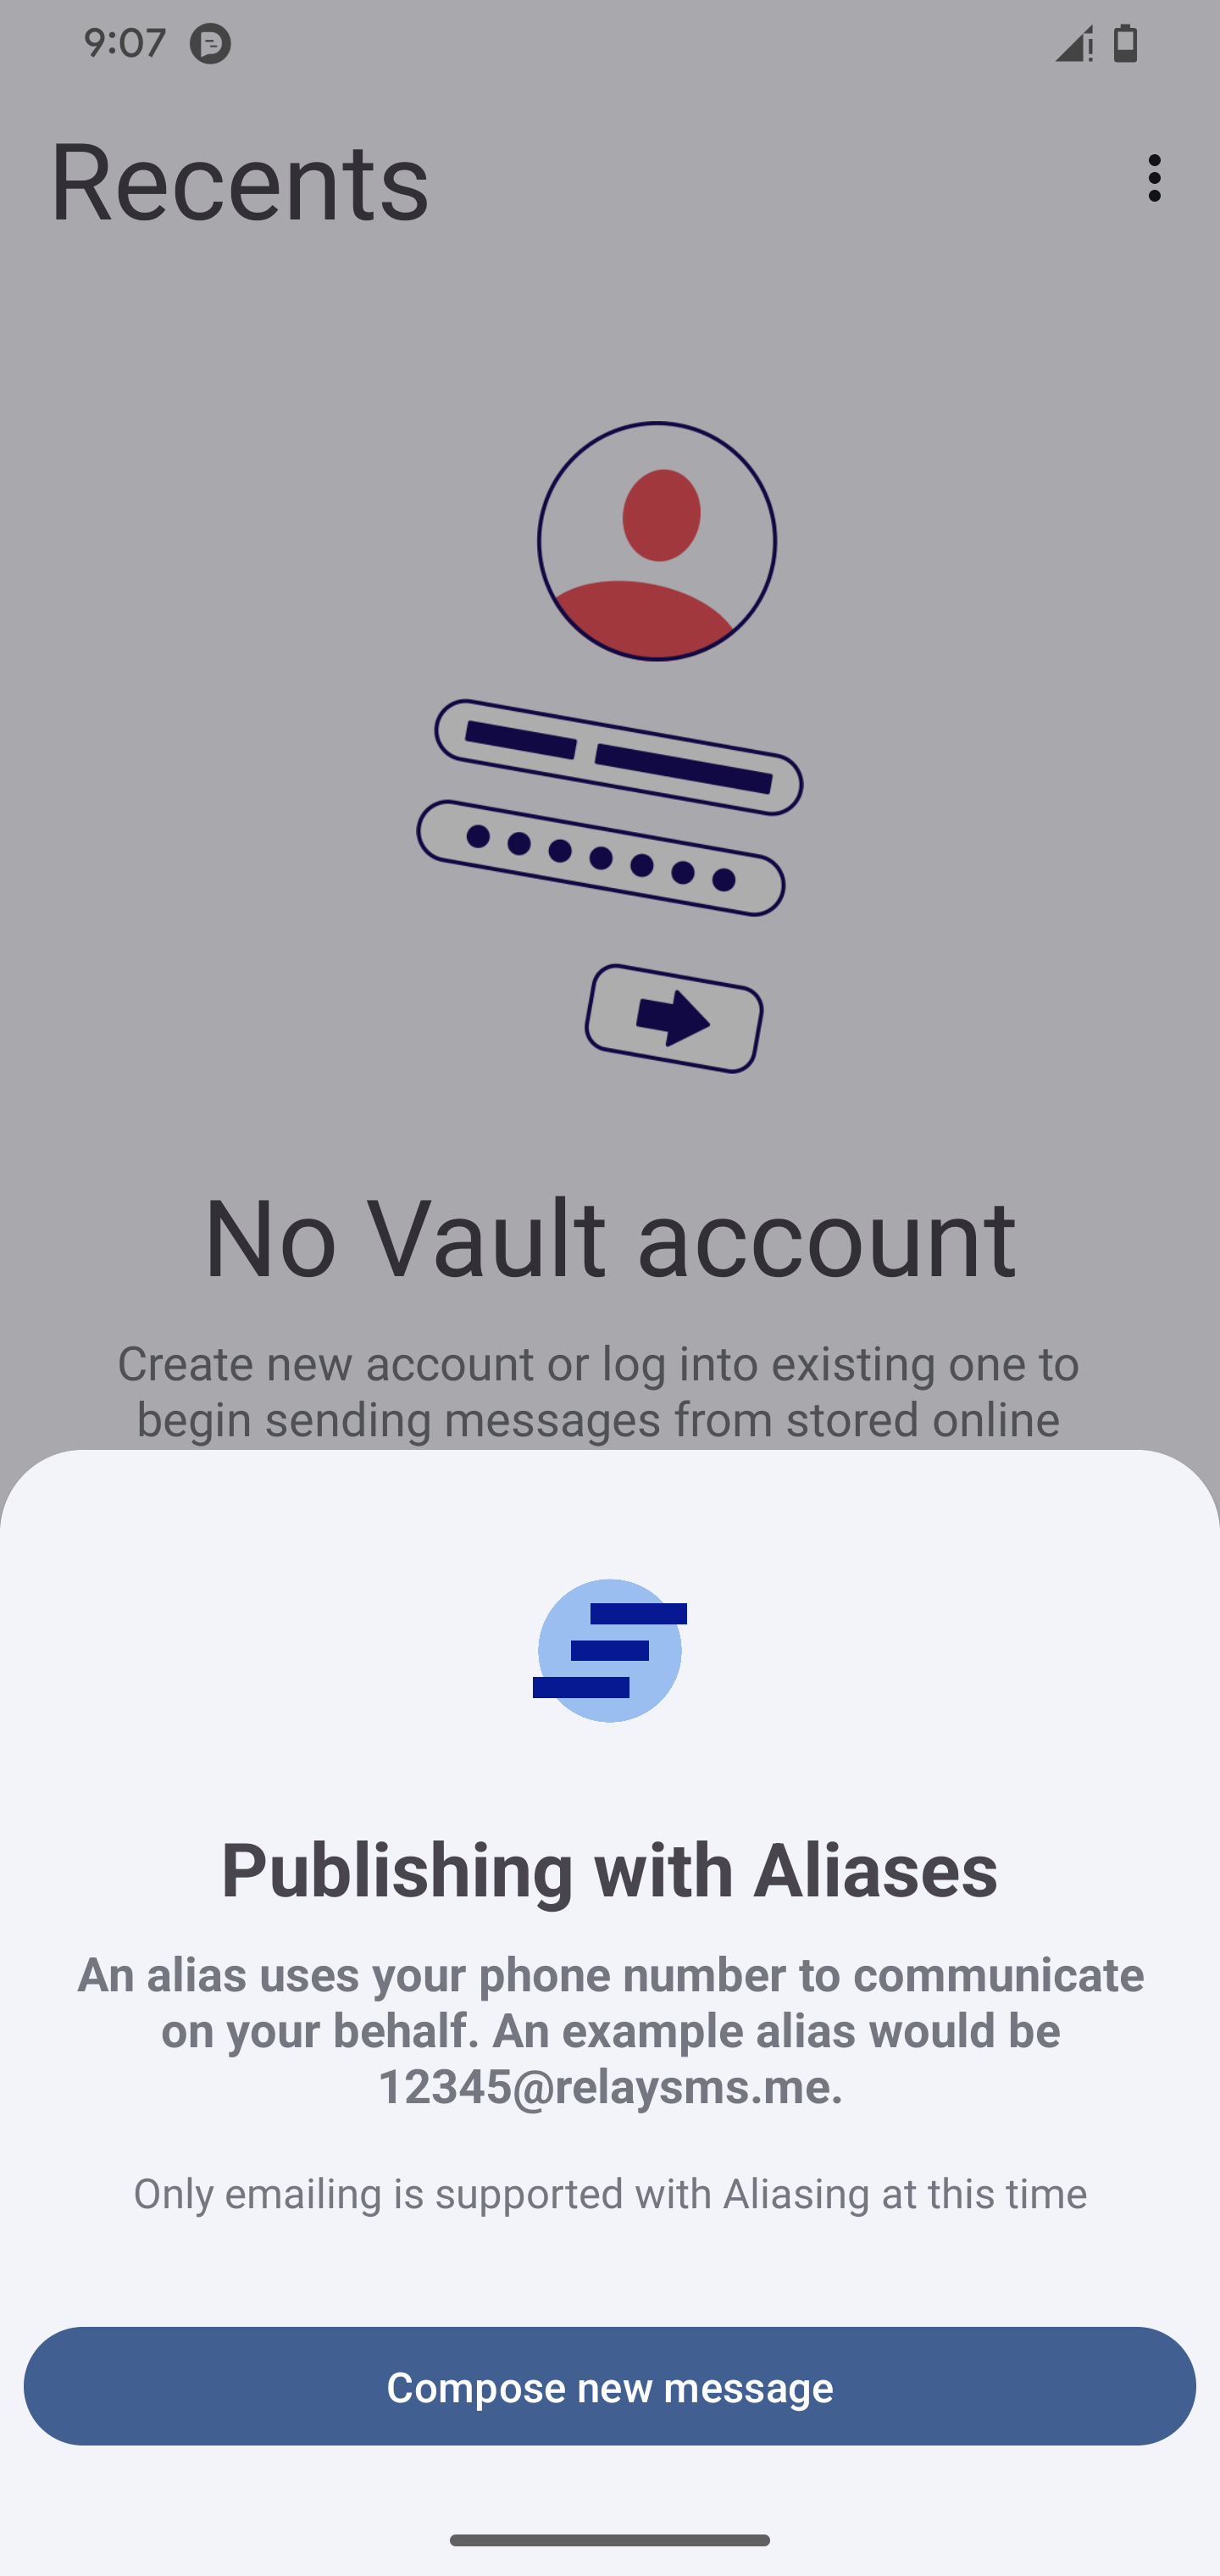 9:07
Recents
No Vault account
Create new account or log into existing one to
begin sending messages from stored online
Publishing with Aliases
An alias uses your phone number to communicate
on your behalf. An example alias would be
12345@relaysms.me.
Only emailing is supported with Aliasing at this time
Compose new message